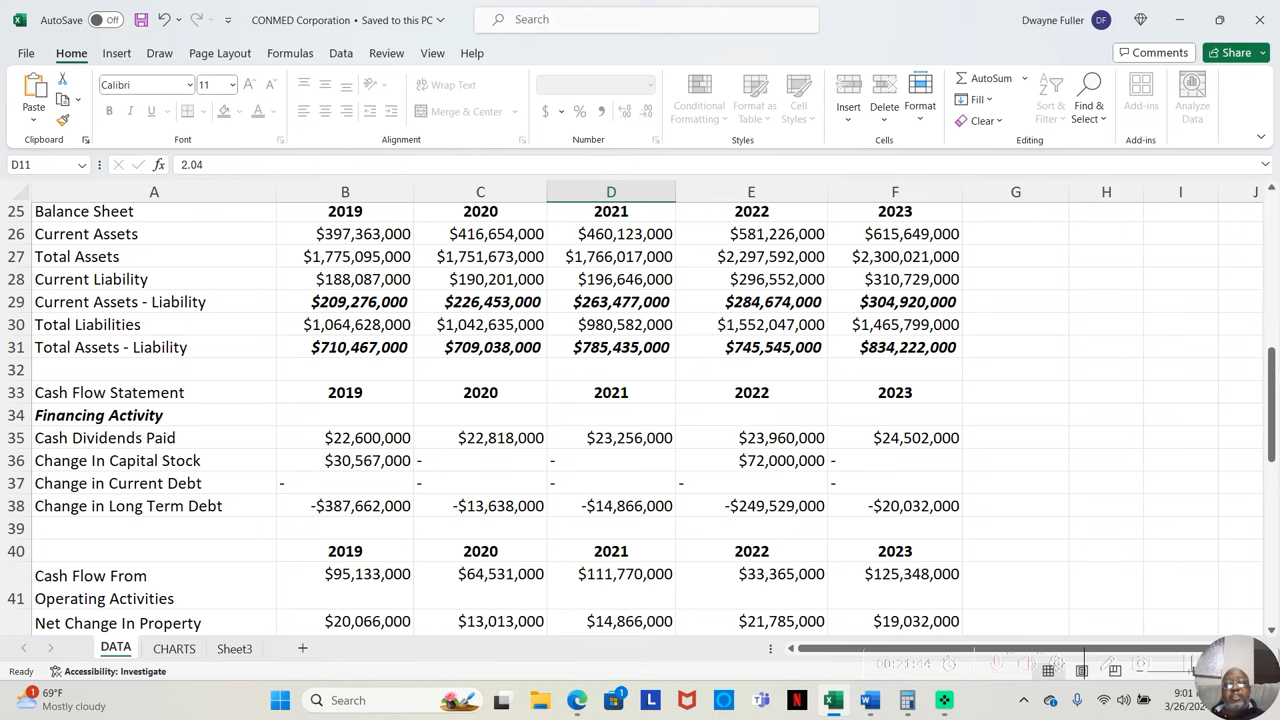 AutoSave Off CONMED Corporation • Saved to this PC Search Dwayne Fuller DF
File Home Insert Draw Page Layout Formulas Data Review View Help Comments Share
Paste Calibri 11 Wrap Text AutoSum
B I U Merge & Center $ % Conditional Formatting Format as Table Cell Styles Insert Delete Format Fill Sort & Filter Find & Select Add-ins Analyze Data
Clear
Clipboard Font Alignment Number Styles Cells Editing Add-ins
D11 fx 2.04
A B C D E F G H I J
25 Balance Sheet 2019 2020 2021 2022 2023
26 Current Assets $397,363,000 $416,654,000 $460,123,000 $581,226,000 $615,649,000
27 Total Assets $1,775,095,000 $1,751,673,000 $1,766,017,000 $2,297,592,000 $2,300,021,000
28 Current Liability $188,087,000 $190,201,000 $196,646,000 $296,552,000 $310,729,000
29 Current Assets - Liability $209,276,000 $226,453,000 $263,477,000 $284,674,000 $304,920,000
30 Total Liabilities $1,064,628,000 $1,042,635,000 $980,582,000 $1,552,047,000 $1,465,799,000
31 Total Assets - Liability $710,467,000 $709,038,000 $785,435,000 $745,545,000 $834,222,000
32
33 Cash Flow Statement 2019 2020 2021 2022 2023
34 Financing Activity
35 Cash Dividends Paid $22,600,000 $22,818,000 $23,256,000 $23,960,000 $24,502,000
36 Change In Capital Stock $30,567,000 - - $72,000,000 -
37 Change in Current Debt - - - - -
38 Change in Long Term Debt -$387,662,000 -$13,638,000 -$14,866,000 -$249,529,000 -$20,032,000
39
40 2019 2020 2021 2022 2023
Cash Flow From $95,133,000 $64,531,000 $111,770,000 $33,365,000 $125,348,000
41 Operating Activities
Net Change In Property $20,066,000 $13,013,000 $14,866,000 $21,785,000 $19,032,000
DATA CHARTS Sheet3
Ready Accessibility: Investigate 00:21:44
1 69°F Search 1 9:01
Mostly cloudy